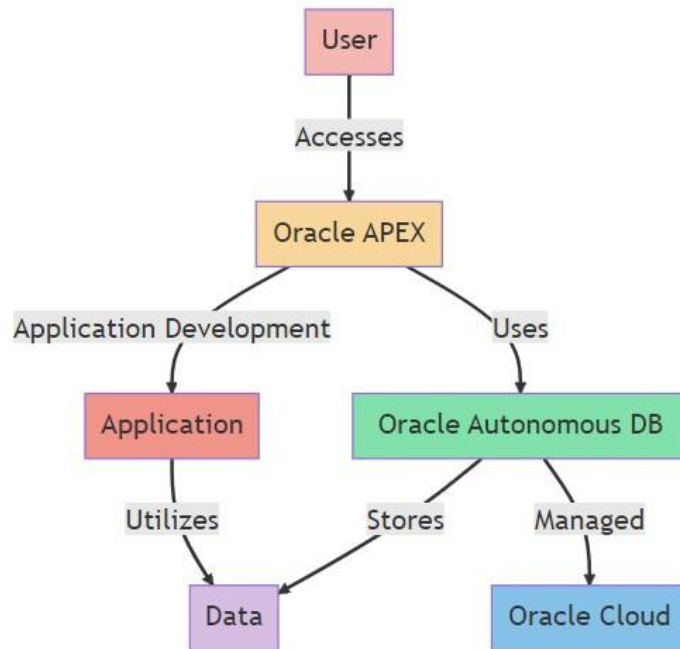 User
Accesses
Oracle APEX
Application Development
Uses
Application
Oracle Autonomous DB
Utilizes
Stores
Managed
Data
Oracle Cloud